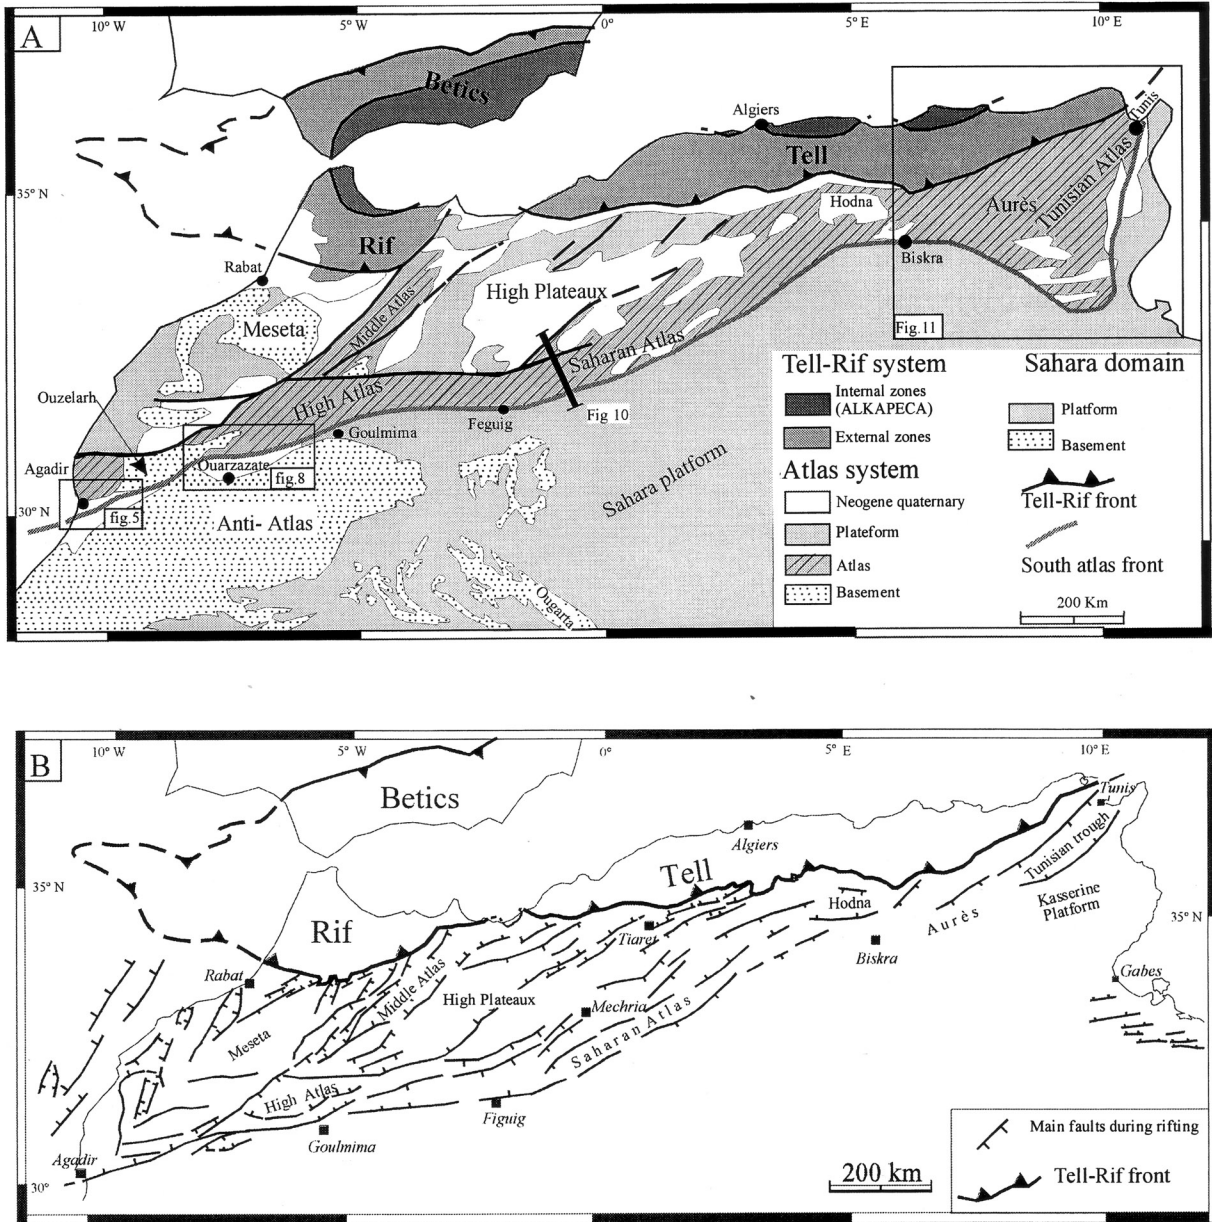 A
10° W
5° W
0°
5° E
10° E
Betics
Algiers
Tunis
Tell
35° N
Hodna
Aurès
Tunisian Atlas
Rif
Rabat
Biskra
High Plateaux
Middle Atlas
Meseta
Fig.11
Saharan Atlas
Ouzelarh
High Atlas
Feguig
Fig 10
Goulmima
Agadir
Ouarzazate
fig.8
30° N
fig.5
Anti- Atlas
Sahara platform
Ougarta
Tell-Rif system
Internal zones
(ALKAPECA)
External zones
Atlas system
Neogene quaternary
Plateform
Atlas
Basement
Sahara domain
Platform
Basement
Tell-Rif front
South atlas front
200 Km
B
10° W
5° W
0°
5° E
10° E
Betics
Tunis
Algiers
Tunisian trough
Tell
35° N
Kasserine
Platform
35° N
Hodna
Aurès
Rif
Tiaret
Biskra
Rabat
Middle Atlas
Gabes
High Plateaux
Mechria
Meseta
Saharan Atlas
High Atlas
Figuig
Goulmima
Agadir
30°
200 km
Main faults during rifting
Tell-Rif front